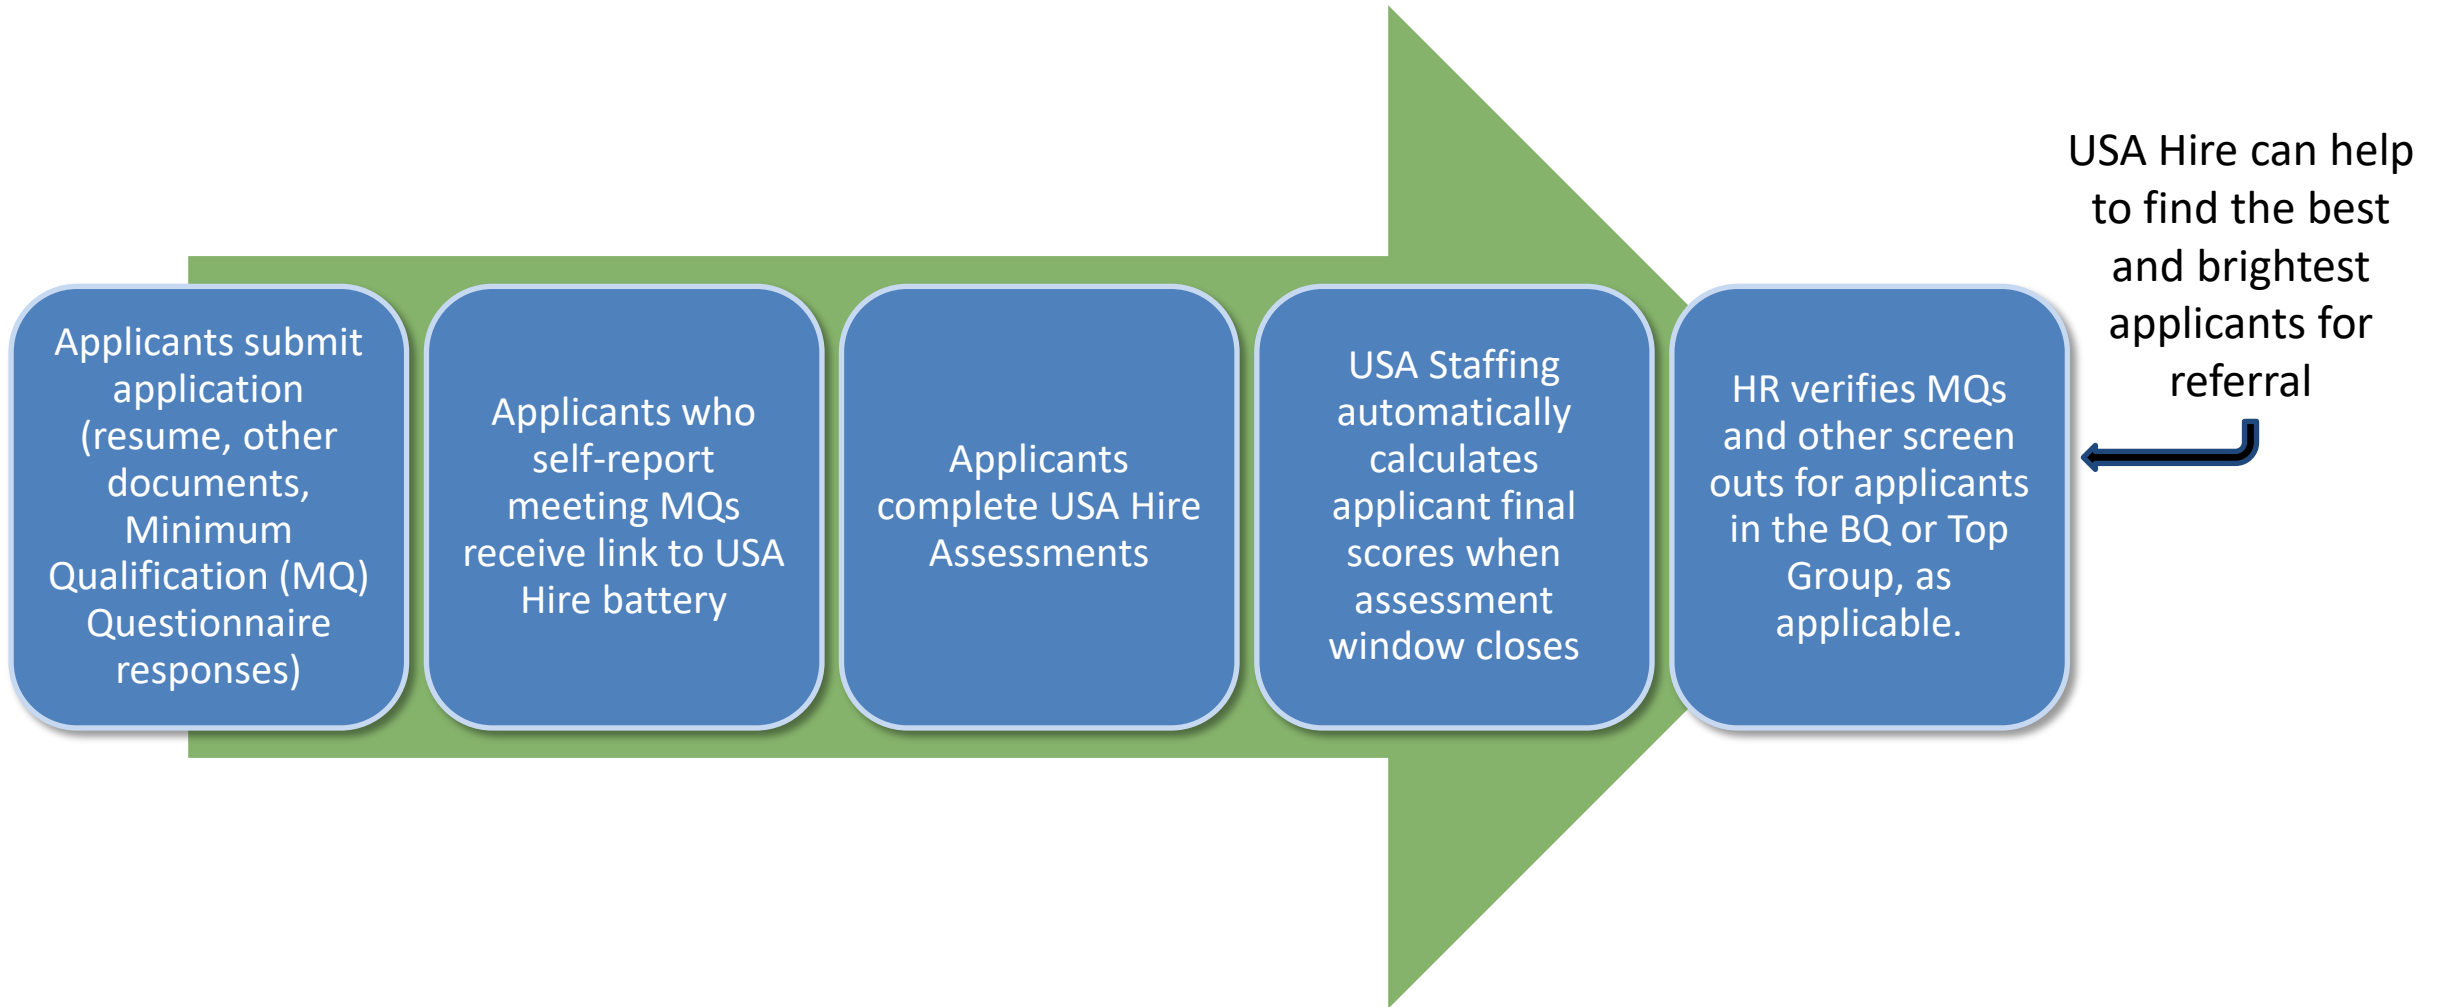 Applicants submit
application
(resume, other
documents,
Minimum
Qualification (MQ)
Questionnaire
responses)
Applicants who
self-report
meeting MQs
receive link to USA
Hire battery
Applicants
complete USA Hire
Assessments
USA Staffing
automatically
calculates
applicant final
scores when
assessment
window closes
HR verifies MQs
and other screen
outs for applicants
in the BQ or Top
Group, as
applicable.
USA Hire can help
to find the best
and brightest
applicants for
referral